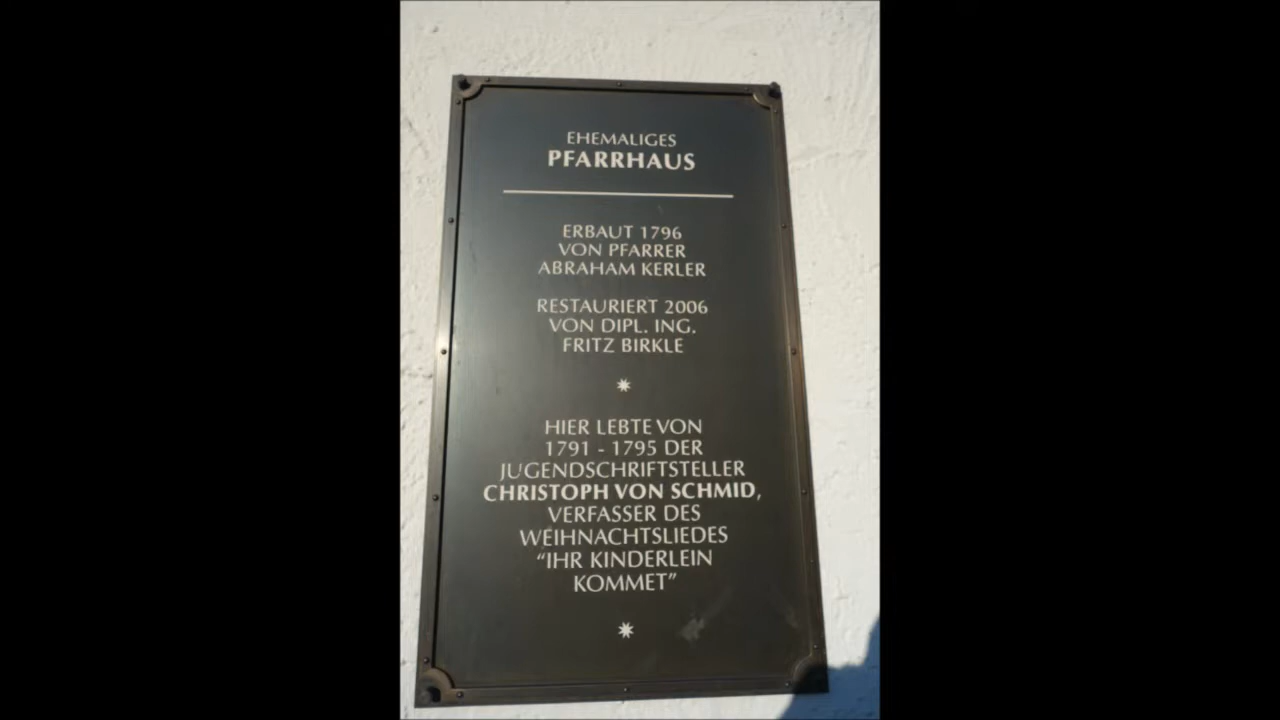 EHEMALIGES
PFARRHAUS
ERBAUT 1796
VON PFARRER
ABRAHAM KERLER
RESTAURIERT 2006
VON DIPL. ING.
FRITZ BIRKLE
HIER LEBTE VON
1791 - 1795 DER
JUGENDSCHRIFTSTELLER
CHRISTOPH VON SCHMID,
VERFASSER DES
WEIHNACHTSLIEDES
“IHR KINDERLEIN
KOMMET”